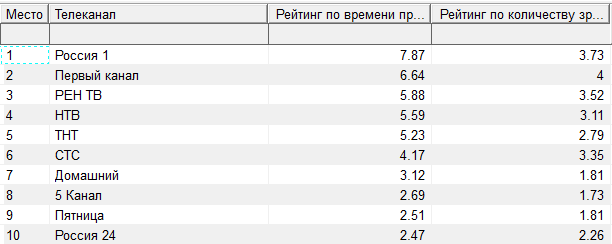 Место Телеканал Рейтинг по времени пр... Рейтинг по количеству зр...
1 Россия 1 7.87 3.73
2 Первый канал 6.64 4
3 РЕН ТВ 5.88 3.52
4 НТВ 5.59 3.11
5 ТНТ 5.23 2.79
6 СТС 4.17 3.35
7 Домашний 3.12 1.81
8 5 Канал 2.69 1.73
9 Пятница 2.51 1.81
10 Россия 24 2.47 2.26